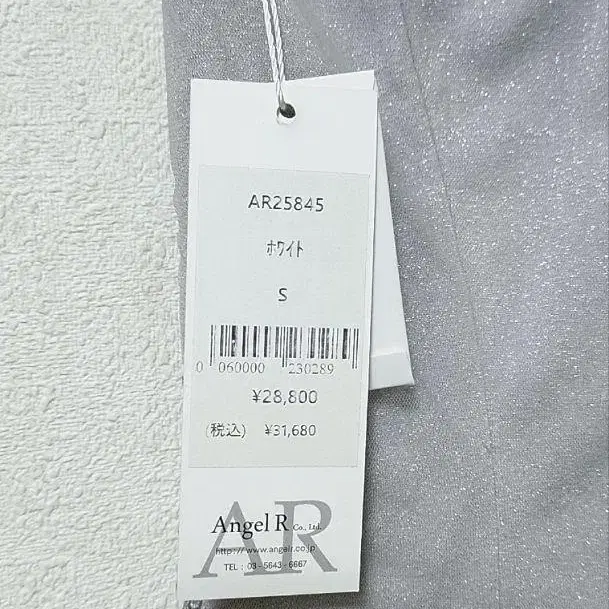 AR25845
ﾎﾜｲﾄ
S
0 060000 230289
¥28,800
(税込) ¥31,680
AR
Angel R Co., Ltd.
http://www.angelr.co.jp
TEL : 03-5643-6667